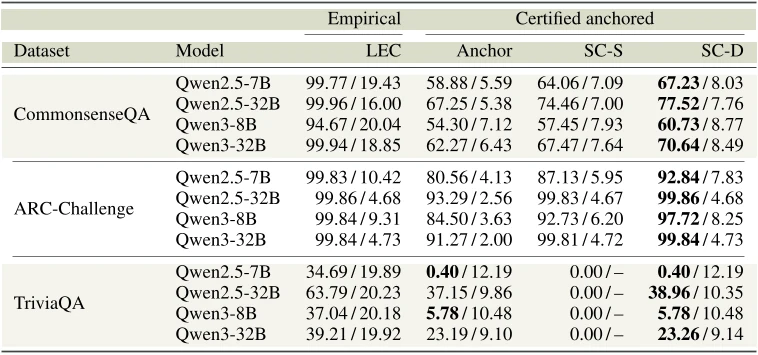 Empirical Certified anchored
Dataset Model LEC Anchor SC-S SC-D
CommonsenseQA
Qwen2.5-7B 99.77 / 19.43 58.88 / 5.59 64.06 / 7.09 67.23 / 8.03
Qwen2.5-32B 99.96 / 16.00 67.25 / 5.38 74.46 / 7.00 77.52 / 7.76
Qwen3-8B 94.67 / 20.04 54.30 / 7.12 57.45 / 7.93 60.73 / 8.77
Qwen3-32B 99.94 / 18.85 62.27 / 6.43 67.47 / 7.64 70.64 / 8.49
ARC-Challenge
Qwen2.5-7B 99.83 / 10.42 80.56 / 4.13 87.13 / 5.95 92.84 / 7.83
Qwen2.5-32B 99.86 / 4.68 93.29 / 2.56 99.83 / 4.67 99.86 / 4.68
Qwen3-8B 99.84 / 9.31 84.50 / 3.63 92.73 / 6.20 97.72 / 8.25
Qwen3-32B 99.84 / 4.73 91.27 / 2.00 99.81 / 4.72 99.84 / 4.73
TriviaQA
Qwen2.5-7B 34.69 / 19.89 0.40 / 12.19 0.00 / – 0.40 / 12.19
Qwen2.5-32B 63.79 / 20.23 37.15 / 9.86 0.00 / – 38.96 / 10.35
Qwen3-8B 37.04 / 20.18 5.78 / 10.48 0.00 / – 5.78 / 10.48
Qwen3-32B 39.21 / 19.92 23.19 / 9.10 0.00 / – 23.26 / 9.14